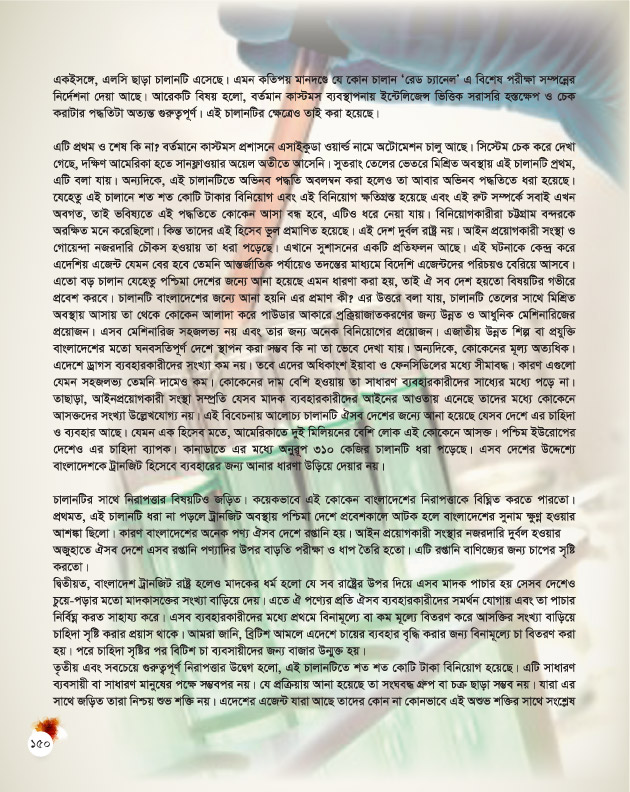 একইসঙ্গে, এলসি ছাড়া চালানটি এসেছে। এমন কতিপয় মানদণ্ডে যে কোন চালান ‘রেড চ্যানেল’ এ বিশেষ পরীক্ষা সম্পন্নের
নির্দেশনা দেয়া আছে। আরেকটি বিষয় হলো, বর্তমান কাস্টমস ব্যবস্থাপনায় ইন্টেলিজেন্স ভিত্তিক সরাসরি হস্তক্ষেপ ও চেক
করাটার পদ্ধতিটা অত্যন্ত গুরুত্বপূর্ণ। এই চালানটির ক্ষেত্রেও তাই করা হয়েছে।
এটি প্রথম ও শেষ কি না? বর্তমানে কাস্টমস প্রশাসনে এসাইকুডা ওয়ার্ল্ড নামে অটোমেশন চালু আছে। সিস্টেম চেক করে দেখা
গেছে, দক্ষিণ আমেরিকা হতে সানফ্লাওয়ার অয়েল অতীতে আসেনি। সুতরাং তেলের ভেতরে মিশ্রিত অবস্থায় এই চালানটি প্রথম,
এটি বলা যায়। অন্যদিকে, এই চালানটিতে অভিনব পদ্ধতি অবলম্বন করা হলেও তা আবার অভিনব পদ্ধতিতে ধরা হয়েছে।
যেহেতু এই চালানে শত শত কোটি টাকার বিনিয়োগ এবং এই বিনিয়োগ ক্ষতিগ্রস্ত হয়েছে এবং এই রুট সম্পর্কে সবাই এখন
অবগত, তাই ভবিষ্যতে এই পদ্ধতিতে কোকেন আসা বন্ধ হবে, এটিও ধরে নেয়া যায়। বিনিয়োগকারীরা চট্টগ্রাম বন্দরকে
অরক্ষিত মনে করেছিলো। কিন্তু তাদের এই হিসেব ভুল প্রমাণিত হয়েছে। এই দেশ দুর্বল রাষ্ট্র নয়। আইন প্রয়োগকারী সংস্থা ও
গোয়েন্দা নজরদারি চৌকস হওয়ায় তা ধরা পড়েছে। এখানে সুশাসনের একটি প্রতিফলন আছে। এই ঘটনাকে কেন্দ্র করে
এদেশিয় এজেন্ট যেমন বের হবে তেমনি আন্তর্জাতিক পর্যায়েও তদন্তের মাধ্যমে বিদেশি এজেন্টদের পরিচয়ও বেরিয়ে আসবে।
এতো বড় চালান যেহেতু পশ্চিমা দেশের জন্যে আনা হয়েছে এমন ধারণা করা হয়, তাই ঐ সব দেশ হয়তো বিষয়টির গভীরে
প্রবেশ করবে। চালানটি বাংলাদেশের জন্যে আনা হয়নি এর প্রমাণ কী? এর উত্তরে বলা যায়, চালানটি তেলের সাথে মিশ্রিত
অবস্থায় আসায় তা থেকে কোকেন আলাদা করে পাউডার আকারে প্রক্রিয়াজাতকরণের জন্য উন্নত ও আধুনিক মেশিনারিজের
প্রয়োজন। এসব মেশিনারিজ সহজলভ্য নয় এবং তার জন্য অনেক বিনিয়োগের প্রয়োজন। এজাতীয় উন্নত শিল্প বা প্রযুক্তি
বাংলাদেশের মতো ঘনবসতিপূর্ণ দেশে স্থাপন করা সম্ভব কি না তা ভেবে দেখা যায়। অন্যদিকে, কোকেনের মূল্য অত্যধিক।
এদেশে ড্রাগস ব্যবহারকারীদের সংখ্যা কম নয়। তবে এদের অধিকাংশ ইয়াবা ও ফেনসিডিলের মধ্যে সীমাবদ্ধ। কারণ এগুলো
যেমন সহজলভ্য তেমনি দামেও কম। কোকেনের দাম বেশি হওয়ায় তা সাধারণ ব্যবহারকারীদের সাধ্যের মধ্যে পড়ে না।
তাছাড়া, আইনপ্রয়োগকারী সংস্থা সম্প্রতি যেসব মাদক ব্যবহারকারীদের আইনের আওতায় এনেছে তাদের মধ্যে কোকেনে
আসক্তদের সংখ্যা উল্লেখযোগ্য নয়। এই বিবেচনায় আলোচ্য চালানটি ঐসব দেশের জন্যে আনা হয়েছে যেসব দেশে এর চাহিদা
ও ব্যবহার আছে। যেমন এক হিসেব মতে, আমেরিকাতে দুই মিলিয়নের বেশি লোক এই কোকেনে আসক্ত। পশ্চিম ইউরোপের
দেশেও এর চাহিদা ব্যাপক। কানাডাতে এর মধ্যে অনুরূপ ৩১০ কেজির চালানটি ধরা পড়েছে। এসব দেশের উদ্দেশ্যে
বাংলাদেশকে ট্রানজিট হিসেবে ব্যবহারের জন্য আনার ধারণা উড়িয়ে দেয়ার নয়।
চালানটির সাথে নিরাপত্তার বিষয়টিও জড়িত। কয়েকভাবে এই কোকেন বাংলাদেশের নিরাপত্তাকে বিঘ্নিত করতে পারতো।
প্রথমত, এই চালানটি ধরা না পড়লে ট্রানজিট অবস্থায় পশ্চিমা দেশে প্রবেশকালে আটক হলে বাংলাদেশের সুনাম ক্ষুণ্ন হওয়ার
আশঙ্কা ছিলো। কারণ বাংলাদেশের অনেক পণ্য ঐসব দেশে রপ্তানি হয়। আইন প্রয়োগকারী সংস্থার নজরদারি দুর্বল হওয়ার
অজুহাতে ঐসব দেশে এসব রপ্তানি পণ্যাদির উপর বাড়তি পরীক্ষা ও ধাপ তৈরি হতো। এটি রপ্তানি বাণিজ্যের জন্য চাপের সৃষ্টি
করতো।
দ্বিতীয়ত, বাংলাদেশ ট্রানজিট রাষ্ট্র হলেও মাদকের ধর্ম হলো যে সব রাষ্ট্রের উপর দিয়ে এসব মাদক পাচার হয় সেসব দেশেও
চুয়ে-পড়ার মতো মাদকাসক্তের সংখ্যা বাড়িয়ে দেয়। এতে ঐ পণ্যের প্রতি ঐসব ব্যবহারকারীদের সমর্থন যোগায় এবং তা পাচার
নির্বিঘ্ন করত সাহায্য করে। এসব ব্যবহারকারীদের মধ্যে প্রথমে বিনামূল্যে বা কম মূল্যে বিতরণ করে আসক্তির সংখ্যা বাড়িয়ে
চাহিদা সৃষ্টি করার প্রয়াস থাকে। আমরা জানি, ব্রিটিশ আমলে এদেশে চায়ের ব্যবহার বৃদ্ধি করার জন্য বিনামূল্যে চা বিতরণ করা
হয়। পরে চাহিদা সৃষ্টির পর বিটিশ চা ব্যবসায়ীদের জন্য বাজার উন্মুক্ত হয়।
তৃতীয় এবং সবচেয়ে গুরুত্বপূর্ণ নিরাপত্তার উদ্বেগ হলো, এই চালানটিতে শত শত কোটি টাকা বিনিয়োগ হয়েছে। এটি সাধারণ
ব্যবসায়ী বা সাধারণ মানুষের পক্ষে সম্ভবপর নয়। যে প্রক্রিয়ায় আনা হয়েছে তা সংঘবদ্ধ গ্রুপ বা চক্র ছাড়া সম্ভব নয়। যারা এর
সাথে জড়িত তারা নিশ্চয় শুভ শক্তি নয়। এদেশের এজেন্ট যারা আছে তাদের কোন না কোনভাবে এই অশুভ শক্তির সাথে সংশ্লেষ
১৫০